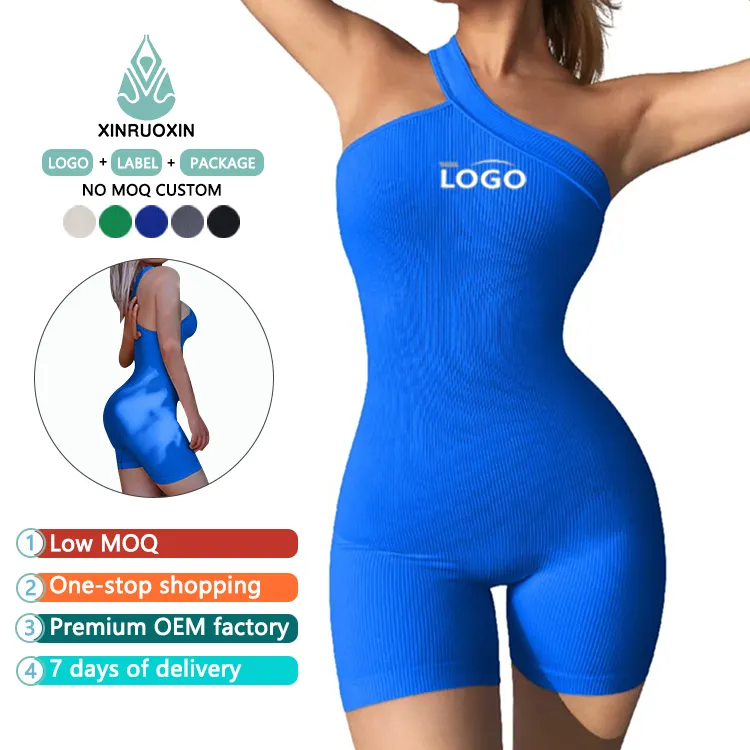 XINRUOXIN
LOGO + LABEL + PACKAGE
NO MOQ CUSTOM
LOGO
1 Low MOQ
2 One-stop shopping
3 Premium OEM factory
4 7 days of delivery